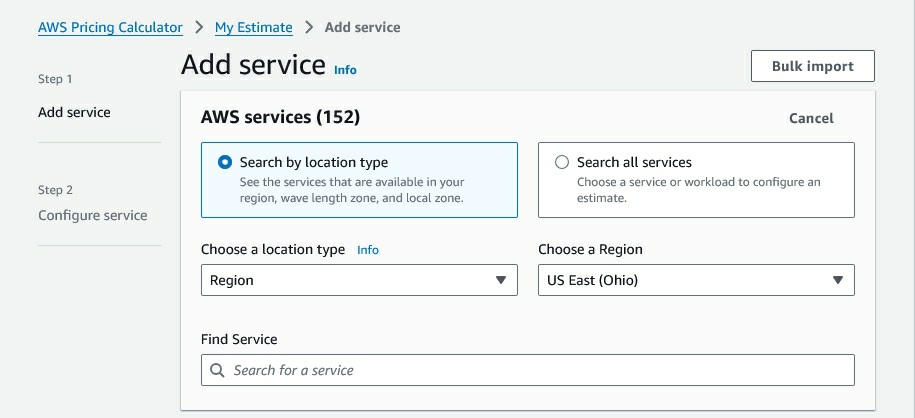 AWS Pricing Calculator > My Estimate > Add service
Step 1
Add service
Step 2
Configure service
Add service Info
Bulk import
AWS services (152)
Cancel
Search by location type
See the services that are available in your
region, wave length zone, and local zone.
Search all services
Choose a service or workload to configure an
estimate.
Choose a location type Info
Region
Choose a Region
US East (Ohio)
Find Service
Search for a service